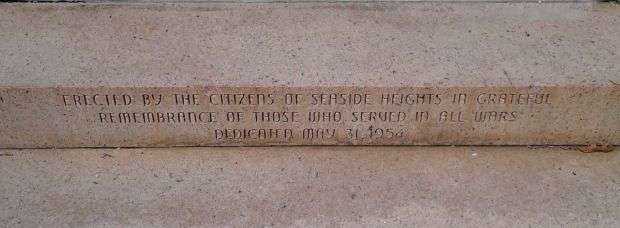 ERECTED BY THE CITIZENS OF SEASIDE HEIGHTS IN GRATEFUL
REMEMBRANCE OF THOSE WHO SERVED IN ALL WARS
DEDICATED MAY 31, 1954